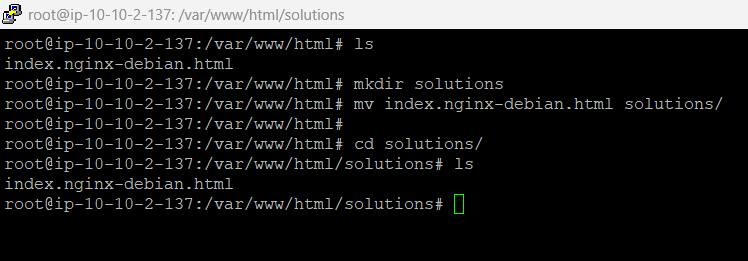 root@ip-10-10-2-137: /var/www/html/solutions
root@ip-10-10-2-137:/var/www/html# ls
index.nginx-debian.html
root@ip-10-10-2-137:/var/www/html# mkdir solutions
root@ip-10-10-2-137:/var/www/html# mv index.nginx-debian.html solutions/
root@ip-10-10-2-137:/var/www/html#
root@ip-10-10-2-137:/var/www/html# cd solutions/
root@ip-10-10-2-137:/var/www/html/solutions# ls
index.nginx-debian.html
root@ip-10-10-2-137:/var/www/html/solutions#